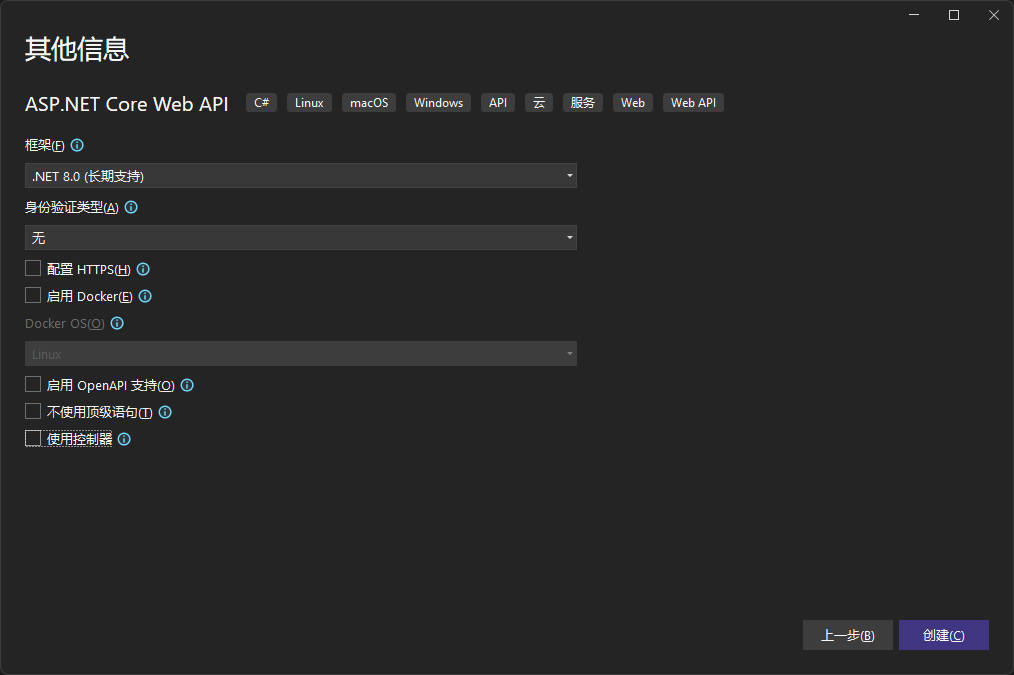 其他信息
ASP.NET Core Web API C# Linux macOS Windows API 云 服务 Web Web API
框架(F)
.NET 8.0 (长期支持)
身份验证类型(A)
无
配置 HTTPS(H)
启用 Docker(E)
Docker OS(O)
Linux
启用 OpenAPI 支持(O)
不使用顶级语句(T)
使用控制器
上一步(B) 创建(C)